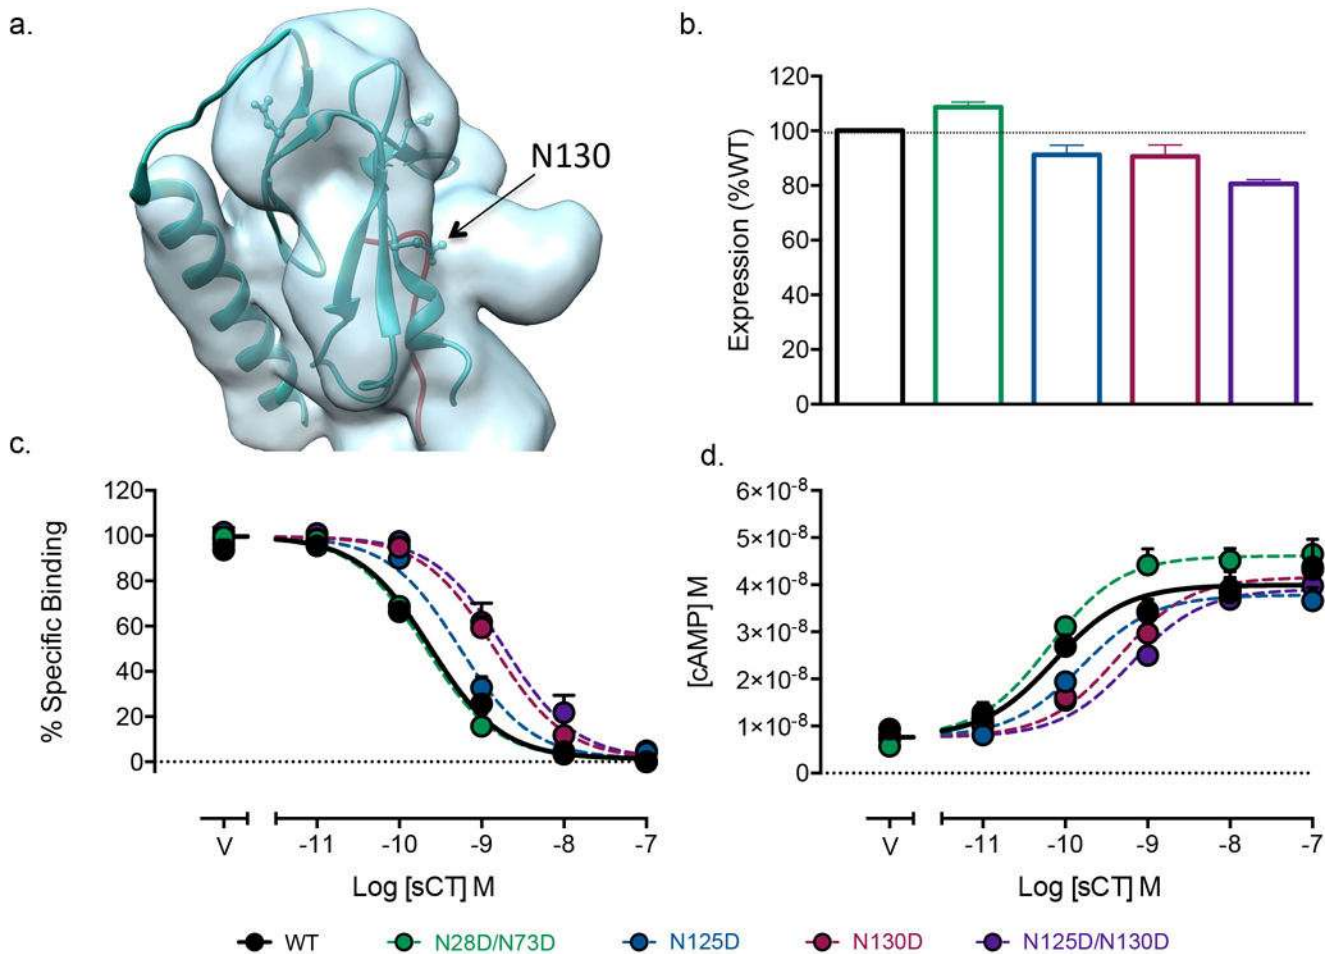 a.
N130
b.
Expression (%WT)
120
100
80
60
40
20
0
c.
% Specific Binding
120
100
80
60
40
20
0
V
-11
-10
-9
-8
-7
Log [sCT] M
d.
[cAMP] M
6×10⁻⁸
5×10⁻⁸
4×10⁻⁸
3×10⁻⁸
2×10⁻⁸
1×10⁻⁸
0
V
-11
-10
-9
-8
-7
Log [sCT] M
WT
N28D/N73D
N125D
N130D
N125D/N130D